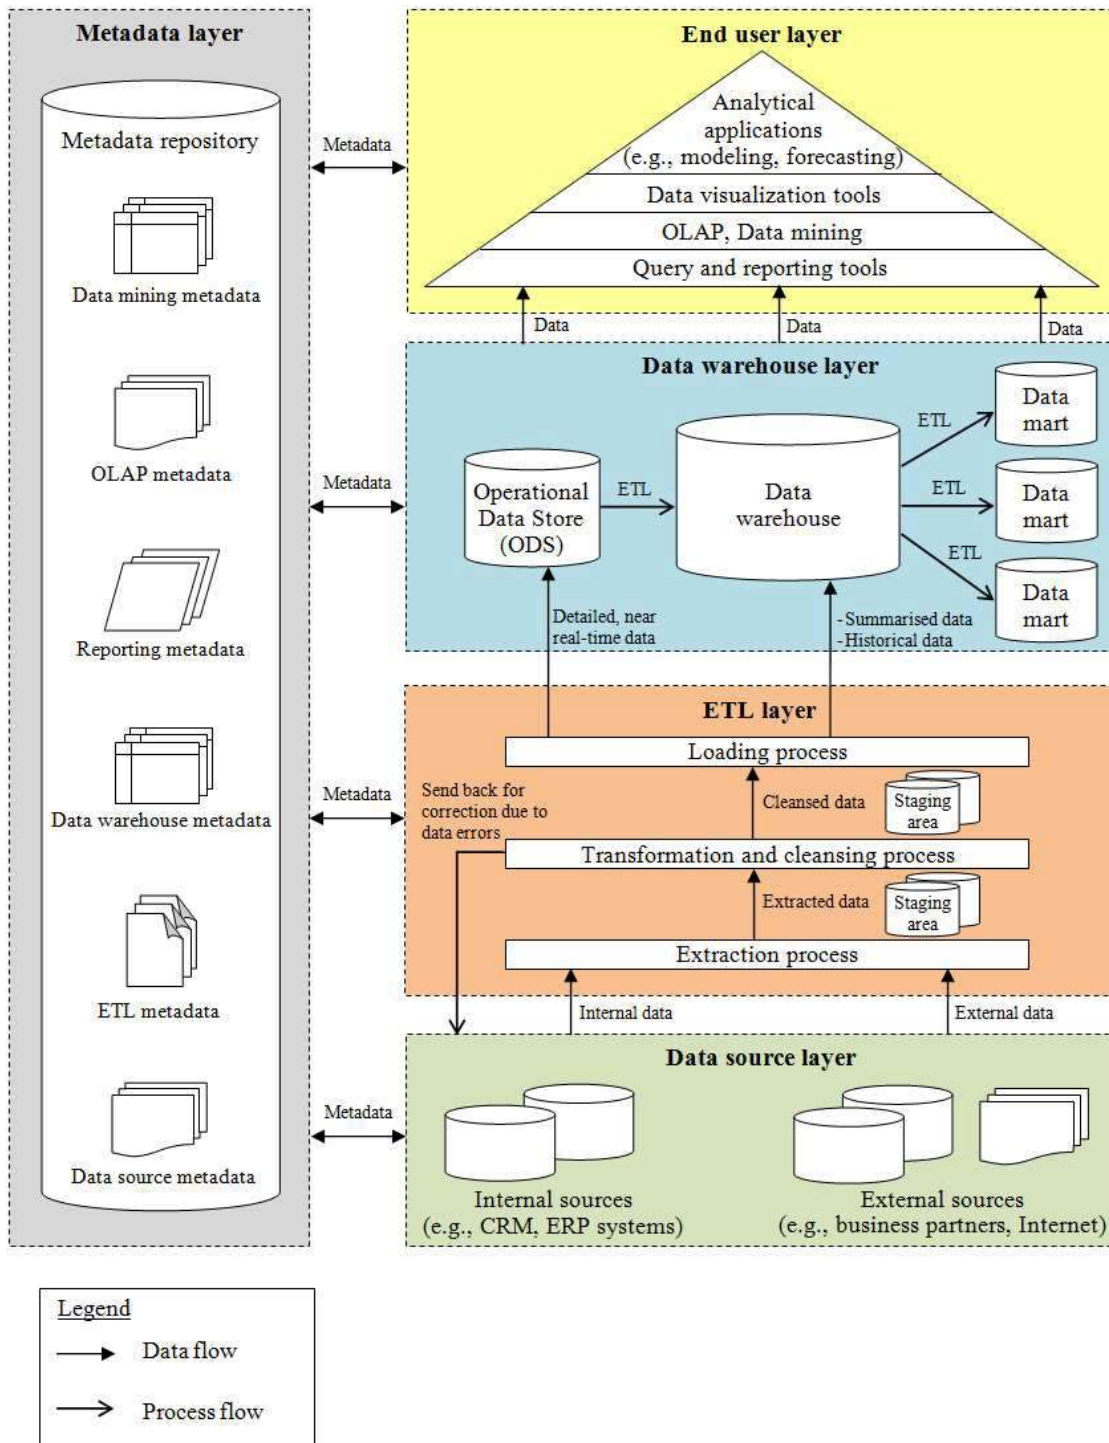 Metadata layer
Metadata repository
Data mining metadata
OLAP metadata
Reporting metadata
Data warehouse metadata
ETL metadata
Data source metadata
Metadata
Metadata
Metadata
Metadata
End user layer
Analytical
applications
(e.g., modeling, forecasting)
Data visualization tools
OLAP, Data mining
Query and reporting tools
Data
Data
Data
Data warehouse layer
Operational
Data Store
(ODS)
ETL
Data
warehouse
ETL
ETL
ETL
Data
mart
Data
mart
Data
mart
Detailed, near
real-time data
- Summarised data
- Historical data
ETL layer
Loading process
Send back for
correction due to
data errors
Cleansed data
Staging
area
Transformation and cleansing process
Extracted data
Staging
area
Extraction process
Internal data
External data
Data source layer
Internal sources
(e.g., CRM, ERP systems)
External sources
(e.g., business partners, Internet)
Legend
Data flow
Process flow